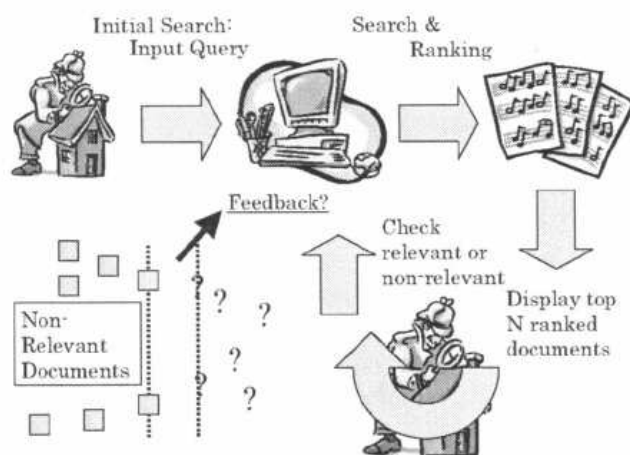 Initial Search:
Input Query
Search &
Ranking
Feedback?
Check
relevant or
non-relevant
Display top
N ranked
documents
Non-
Relevant
Documents
?
?
?
?
?
?